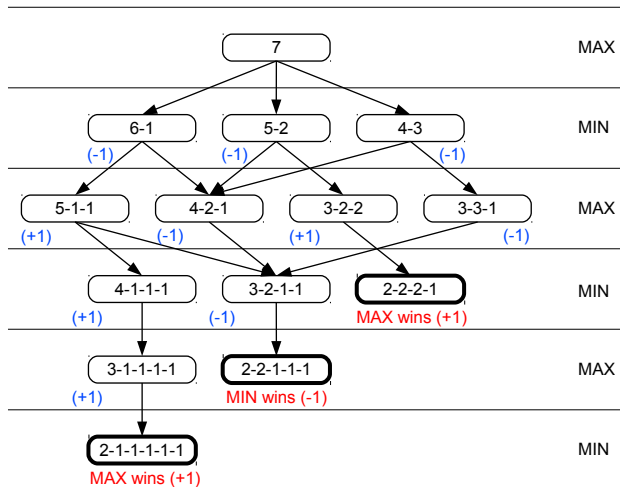 7 MAX
6-1 5-2 4-3 MIN
(-1) (-1) (-1)
5-1-1 4-2-1 3-2-2 3-3-1 MAX
(+1) (-1) (+1) (-1)
4-1-1-1 3-2-1-1 2-2-2-1 MIN
(+1) (-1) MAX wins (+1)
3-1-1-1-1 2-2-1-1-1 MAX
(+1) MIN wins (-1)
2-1-1-1-1-1 MIN
MAX wins (+1)